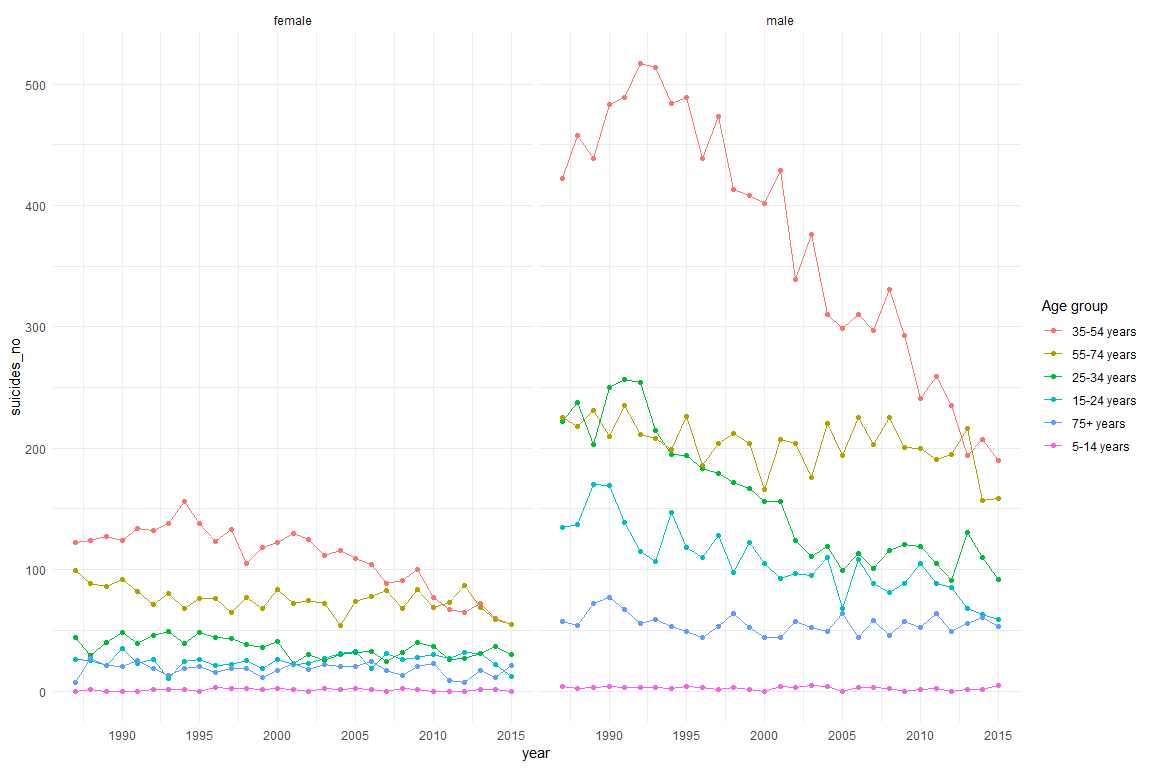 female male
500
400
300
200
100
0
suicides_no
1990 1995 2000 2005 2010 2015 1990 1995 2000 2005 2010 2015
year
Age group
35-54 years
55-74 years
25-34 years
15-24 years
75+ years
5-14 years